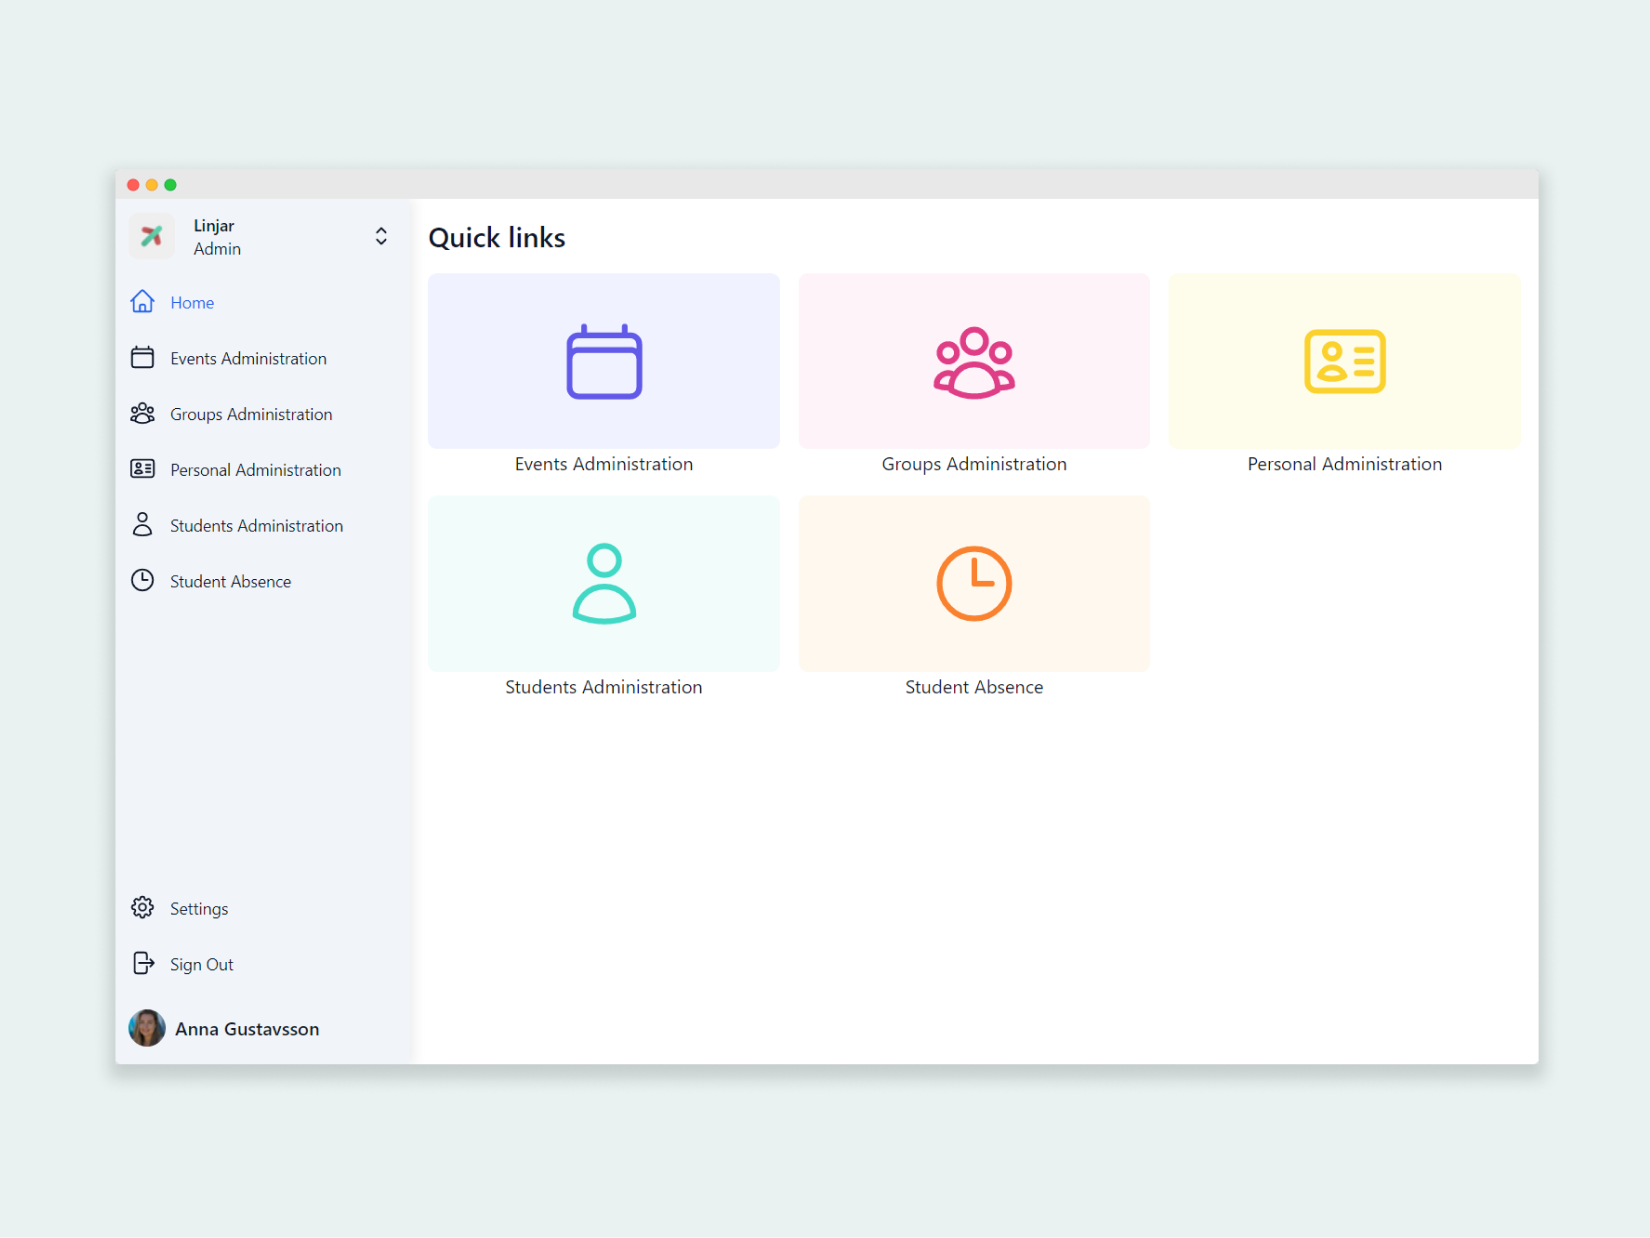 Linjar
Admin
Home
Events Administration
Groups Administration
Personal Administration
Students Administration
Student Absence
Settings
Sign Out
Anna Gustavsson
Quick links
Events Administration
Groups Administration
Personal Administration
Students Administration
Student Absence